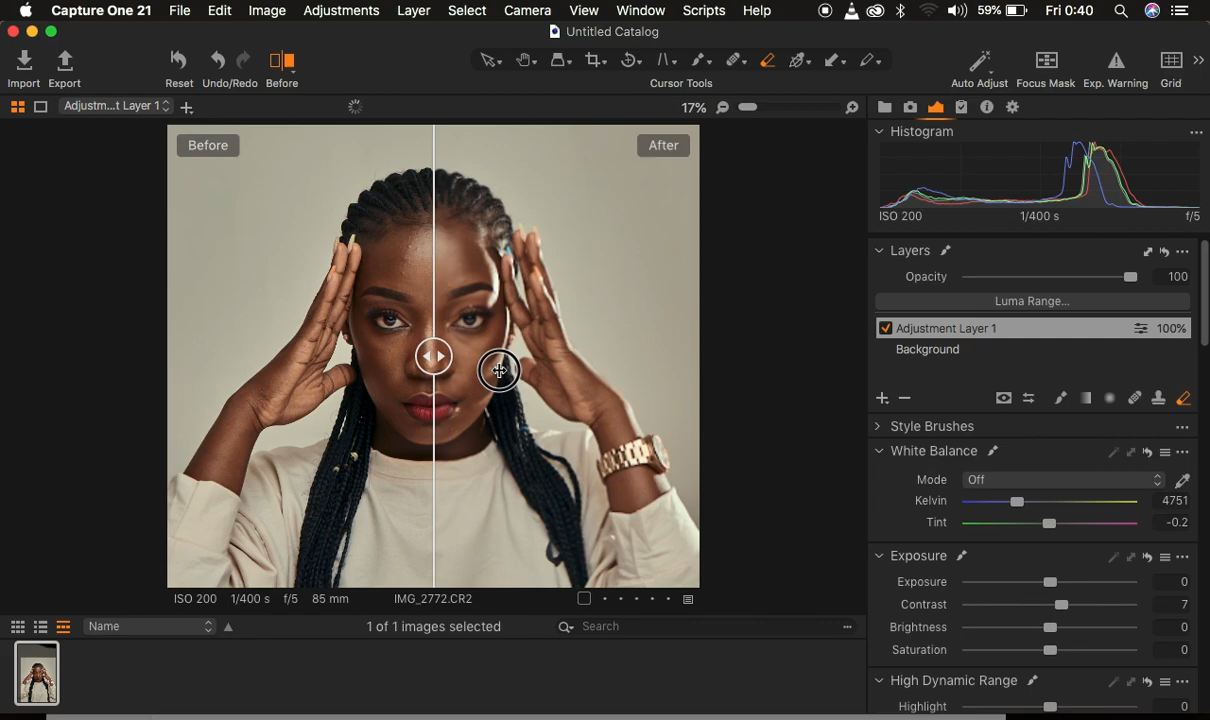 Capture One 21 File Edit Image Adjustments Layer Select Camera View Window Scripts Help 59% Fri 0:40
Untitled Catalog
Import Export Reset Undo/Redo Before Cursor Tools Auto Adjust Focus Mask Exp. Warning Grid
Adjustm...t Layer 1 17%
Before After
Histogram
ISO 200 1/400 s f/5
Layers
Opacity 100
Luma Range...
Adjustment Layer 1 100%
Background
Style Brushes
White Balance
Mode Off
Kelvin 4751
Tint -0.2
Exposure
Exposure 0
Contrast 7
Brightness 0
Saturation 0
High Dynamic Range
Highlight 0
ISO 200 1/400 s f/5 85 mm IMG_2772.CR2
Name 1 of 1 images selected Search